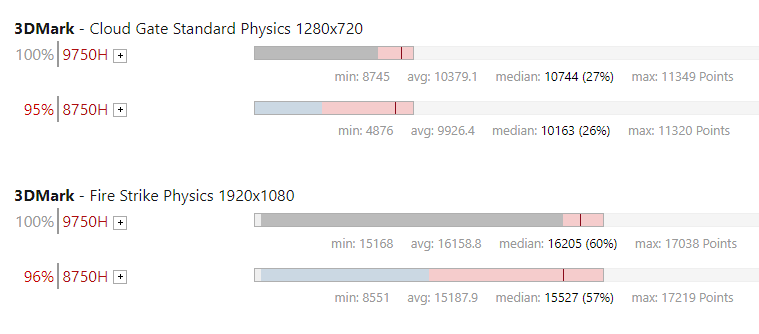 3DMark - Cloud Gate Standard Physics 1280x720
100% 9750H +
min: 8745 avg: 10379.1 median: 10744 (27%) max: 11349 Points
95% 8750H +
min: 4876 avg: 9926.4 median: 10163 (26%) max: 11320 Points
3DMark - Fire Strike Physics 1920x1080
100% 9750H +
min: 15168 avg: 16158.8 median: 16205 (60%) max: 17038 Points
96% 8750H +
min: 8551 avg: 15187.9 median: 15527 (57%) max: 17219 Points